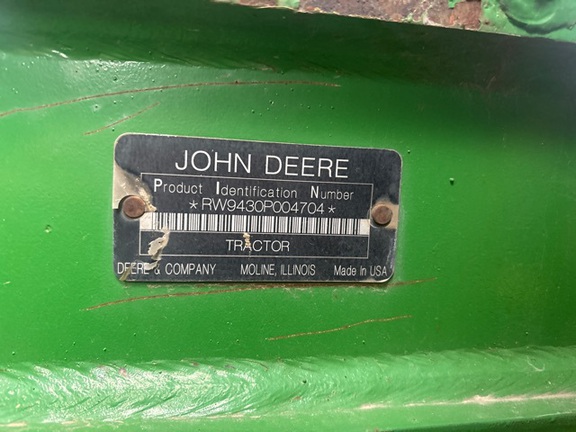 JOHN DEERE
Product Identification Number
*RW9430P004704*
TRACTOR
DEERE & COMPANY MOLINE, ILLINOIS Made in USA